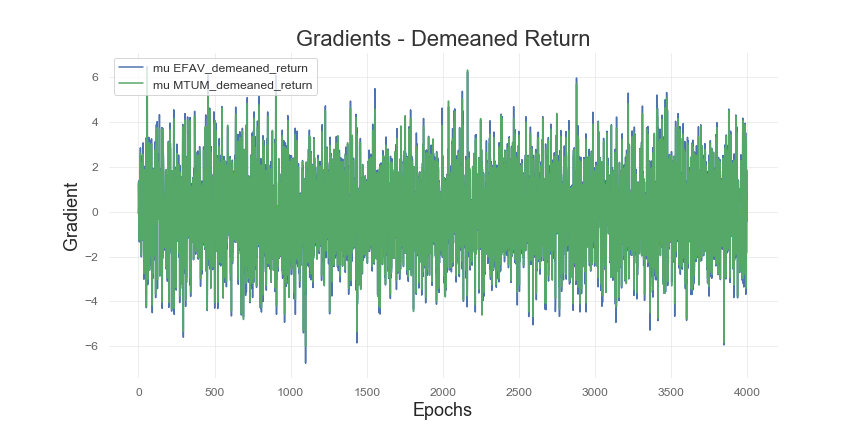 Gradients - Demeaned Return
mu EFAV_demeaned_return
mu MTUM_demeaned_return
Gradient
6
4
2
0
−2
−4
−6
0 500 1000 1500 2000 2500 3000 3500 4000
Epochs